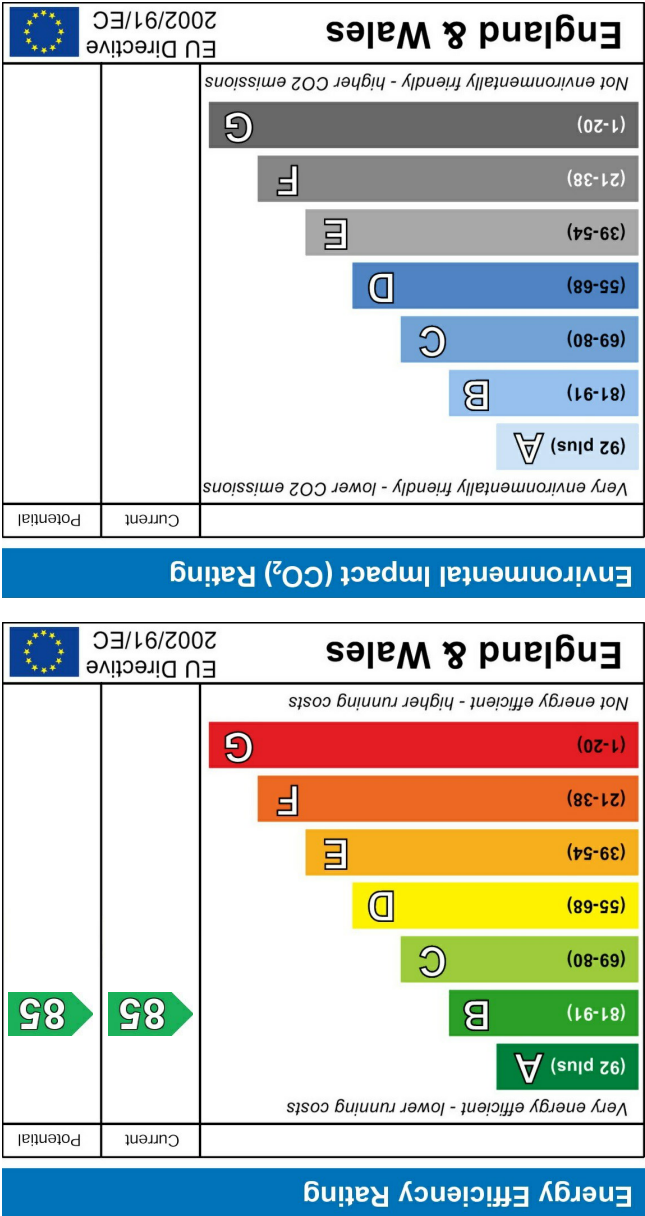 Energy Efficiency Rating
Current Potential
Very energy efficient - lower running costs
(92 plus) A
(81-91) B
85 85
(69-80) C
(55-68) D
(39-54) E
(21-38) F
(1-20) G
Not energy efficient - higher running costs
England & Wales
EU Directive
2002/91/EC
Environmental Impact (CO₂) Rating
Current Potential
Very environmentally friendly - lower CO2 emissions
(92 plus) A
(81-91) B
(69-80) C
(55-68) D
(39-54) E
(21-38) F
(1-20) G
Not environmentally friendly - higher CO2 emissions
England & Wales
EU Directive
2002/91/EC